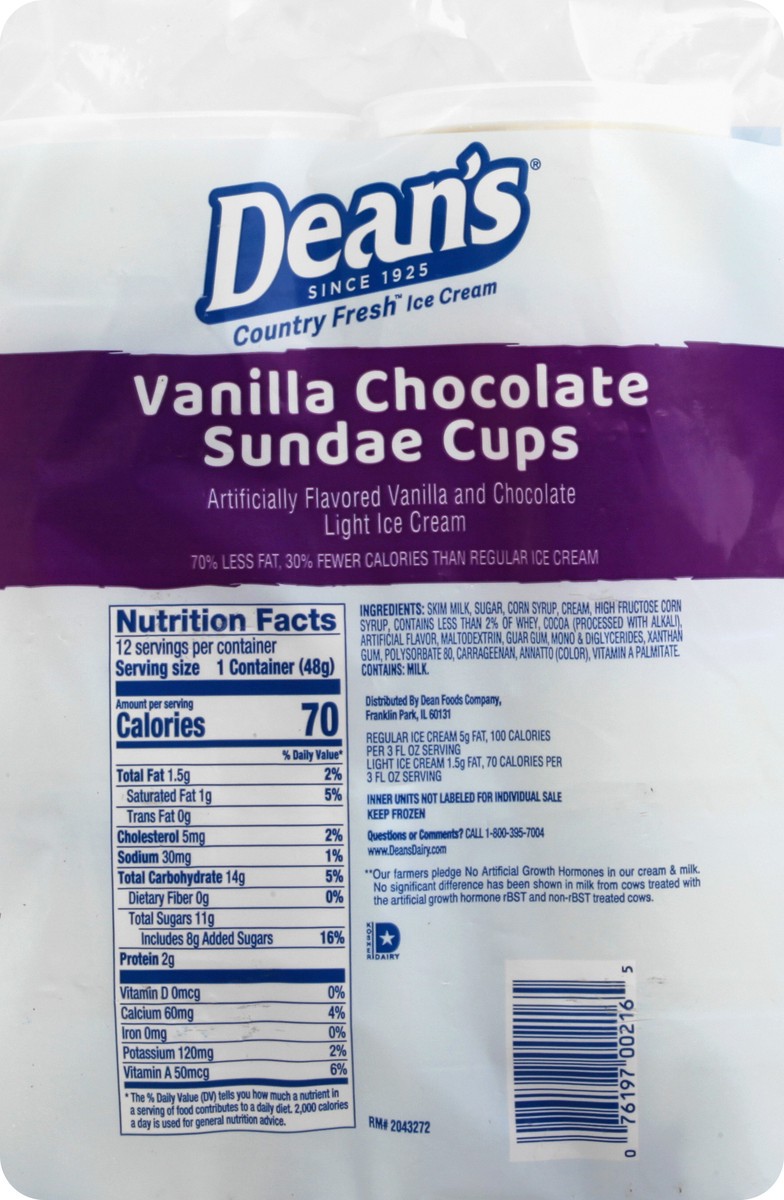 Dean's®
SINCE 1925
Country Fresh™ Ice Cream
Vanilla Chocolate
Sundae Cups
Artificially Flavored Vanilla and Chocolate
Light Ice Cream
70% LESS FAT, 30% FEWER CALORIES THAN REGULAR ICE CREAM
Nutrition Facts
12 servings per container
Serving size 1 Container (48g)
Amount per serving
Calories 70
% Daily Value*
Total Fat 1.5g 2%
Saturated Fat 1g 5%
Trans Fat 0g
Cholesterol 5mg 2%
Sodium 30mg 1%
Total Carbohydrate 14g 5%
Dietary Fiber 0g 0%
Total Sugars 11g
Includes 8g Added Sugars 16%
Protein 2g
Vitamin D 0mcg 0%
Calcium 60mg 4%
Iron 0mg 0%
Potassium 120mg 2%
Vitamin A 50mcg 6%
* The % Daily Value (DV) tells you how much a nutrient in
a serving of food contributes to a daily diet. 2,000 calories
a day is used for general nutrition advice.
INGREDIENTS: SKIM MILK, SUGAR, CORN SYRUP, CREAM, HIGH FRUCTOSE CORN
SYRUP, CONTAINS LESS THAN 2% OF WHEY, COCOA (PROCESSED WITH ALKALI),
ARTIFICIAL FLAVOR, MALTODEXTRIN, GUAR GUM, MONO & DIGLYCERIDES, XANTHAN
GUM, POLYSORBATE 80, CARRAGEENAN, ANNATTO (COLOR), VITAMIN A PALMITATE.
CONTAINS: MILK.
Distributed By Dean Foods Company,
Franklin Park, IL 60131
REGULAR ICE CREAM 5g FAT, 100 CALORIES
PER 3 FL OZ SERVING
LIGHT ICE CREAM 1.5g FAT, 70 CALORIES PER
3 FL OZ SERVING
INNER UNITS NOT LABELED FOR INDIVIDUAL SALE
KEEP FROZEN
Questions or Comments? CALL 1-800-395-7004
www.DeansDairy.com
**Our farmers pledge No Artificial Growth Hormones in our cream & milk.
No significant difference has been shown in milk from cows treated with
the artificial growth hormone rBST and non-rBST treated cows.
KOSHER
D
DAIRY
RM# 2043272
0 76197 00216 5